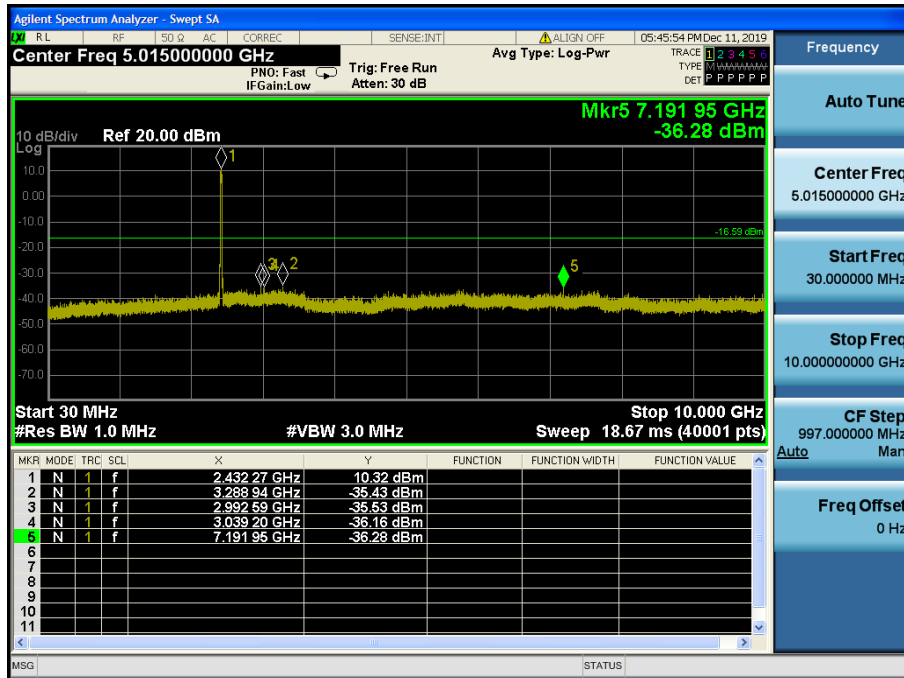 Agilent Spectrum Analyzer - Swept SA
LXI RL RF 50 Ω AC CORREC SENSE:INT ALIGN OFF 05:45:54 PM Dec 11, 2019
Center Freq 5.015000000 GHz
PNO: Fast
IFGain:Low
Trig: Free Run
Atten: 30 dB
Avg Type: Log-Pwr
TRACE 1 2 3 4 5 6
TYPE M W W W W W
DET P P P P P P
Mkr5 7.191 95 GHz
-36.28 dBm
10 dB/div Ref 20.00 dBm
Log
10.0
0.00
-10.0
-20.0
-30.0
-40.0
-50.0
-60.0
-70.0
1
3 4 2
5
-16.59 dBm
Start 30 MHz Stop 10.000 GHz
#Res BW 1.0 MHz #VBW 3.0 MHz Sweep 18.67 ms (40001 pts)
MKR MODE TRC SCL X Y FUNCTION FUNCTION WIDTH FUNCTION VALUE
1 N 1 f 2.432 27 GHz 10.32 dBm
2 N 1 f 3.288 94 GHz -35.43 dBm
3 N 1 f 2.992 59 GHz -35.53 dBm
4 N 1 f 3.039 20 GHz -36.16 dBm
5 N 1 f 7.191 95 GHz -36.28 dBm
6
7
8
9
10
11
MSG STATUS
Frequency
Auto Tune
Center Freq
5.015000000 GHz
Start Freq
30.000000 MHz
Stop Freq
10.000000000 GHz
CF Step
997.000000 MHz
Auto Man
Freq Offset
0 Hz